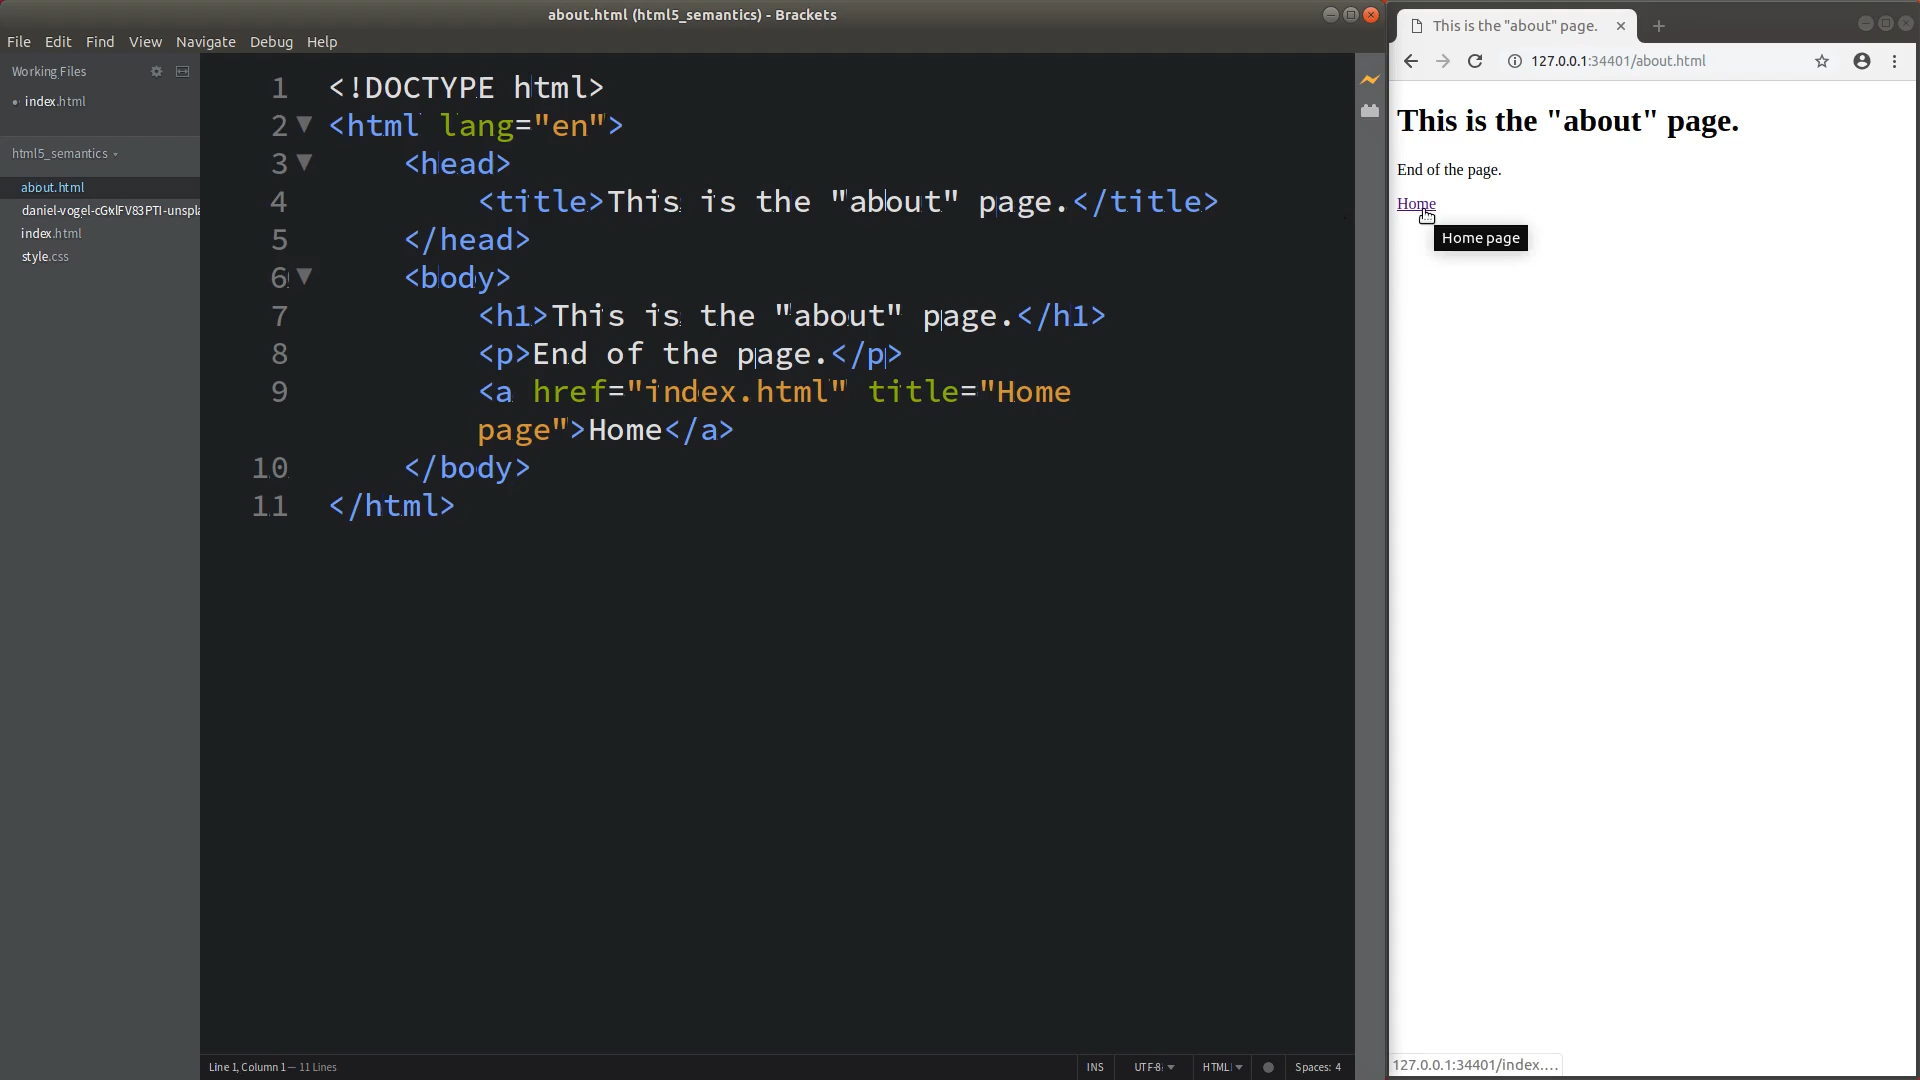 about.html (html5_semantics) - Brackets
File Edit Find View Navigate Debug Help
Working Files
index.html
html5_semantics
about.html
daniel-vogel-cGxlFV83PTI-unspla
index.html
style.css
1 <!DOCTYPE html>
2 <html lang="en">
3 <head>
4 <title>This is the "about" page.</title>
5 </head>
6 <body>
7 <h1>This is the "about" page.</h1>
8 <p>End of the page.</p>
9 <a href="index.html" title="Home
page">Home</a>
10 </body>
11 </html>
Line 1, Column 1 — 11 Lines
INS UTF-8 HTML Spaces: 4
This is the "about" page.
127.0.0.1:34401/about.html
This is the "about" page.
End of the page.
Home
Home page
127.0.0.1:34401/index....